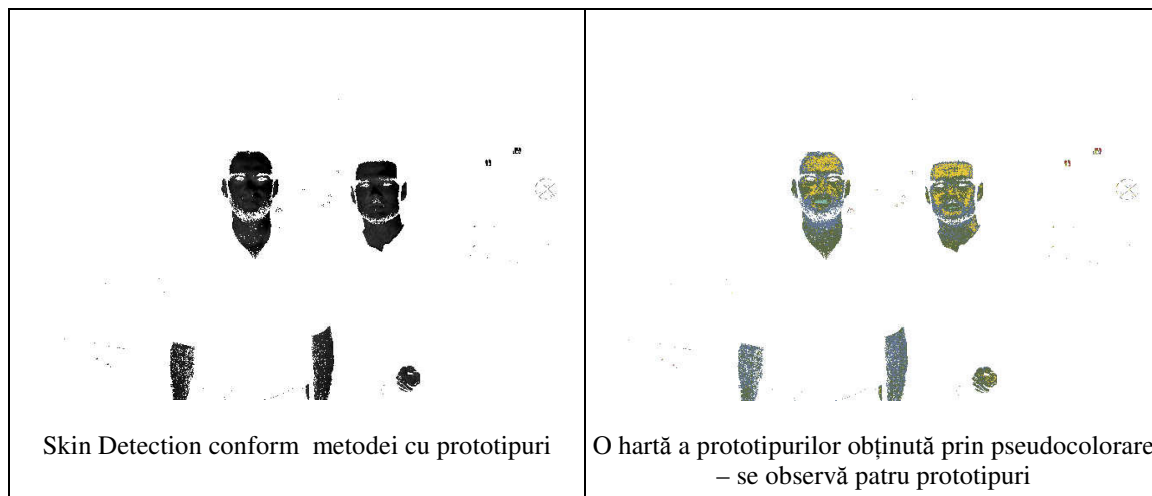 Skin Detection conform metodei cu prototipuri
O hartă a prototipurilor obținută prin pseudocolorare
– se observă patru prototipuri